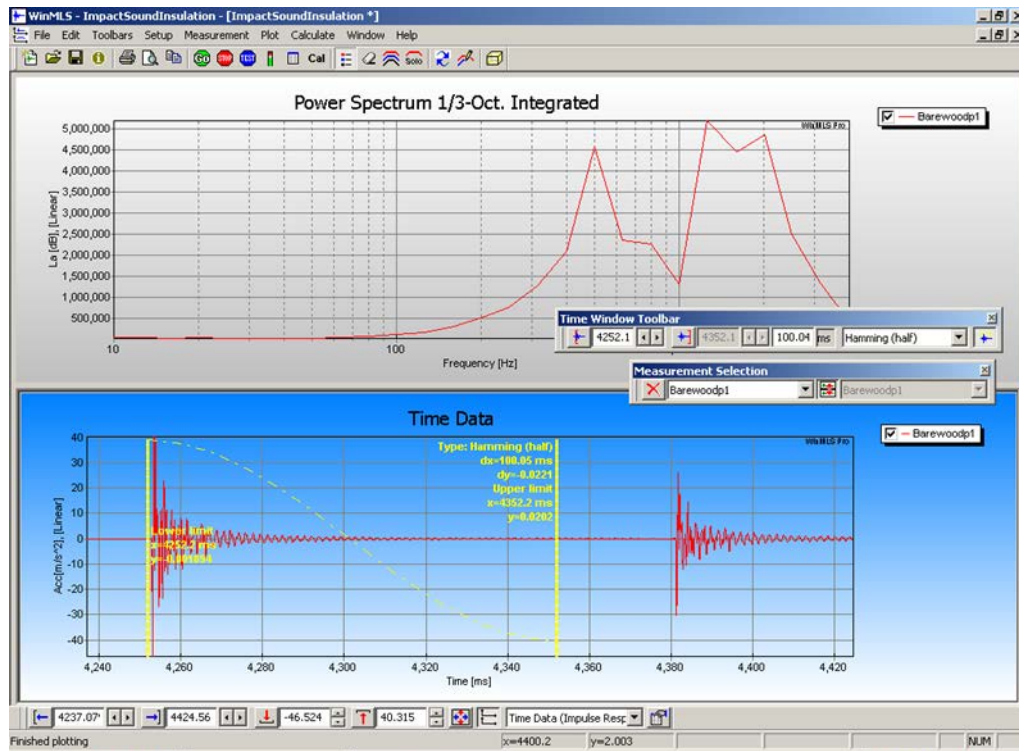 WinMLS - ImpactSoundInsulation - [ImpactSoundInsulation *]
File Edit Toolbars Setup Measurement Plot Calculate Window Help
GO STOP TEST Cal Solo
Power Spectrum 1/3-Oct. Integrated
WinMLS Pro
Barewoodp1
5,000,000
4,500,000
4,000,000
3,500,000
3,000,000
2,500,000
2,000,000
1,500,000
1,000,000
500,000
La [dB], [Linear]
10 100
Frequency [Hz]
Time Window Toolbar
4252.1 4352.1 100.04 ms Hamming (half)
Measurement Selection
Barewoodp1 Barewoodp1
Time Data
WinMLS Pro
Barewoodp1
Type: Hamming (half)
dx=100.05 ms
dy=-0.0221
Upper limit
x=4352.2 ms
y=0.0202
Lower limit
40
30
20
10
0
-10
-20
-30
-40
Acc[m/s^2], [Linear]
4,240 4,260 4,280 4,300 4,320 4,340 4,360 4,380 4,400 4,420
Time [ms]
4237.07 4424.56 -46.524 40.315 Time Data (Impulse Resp
Finished plotting x=4400.2 y=2.003 NUM